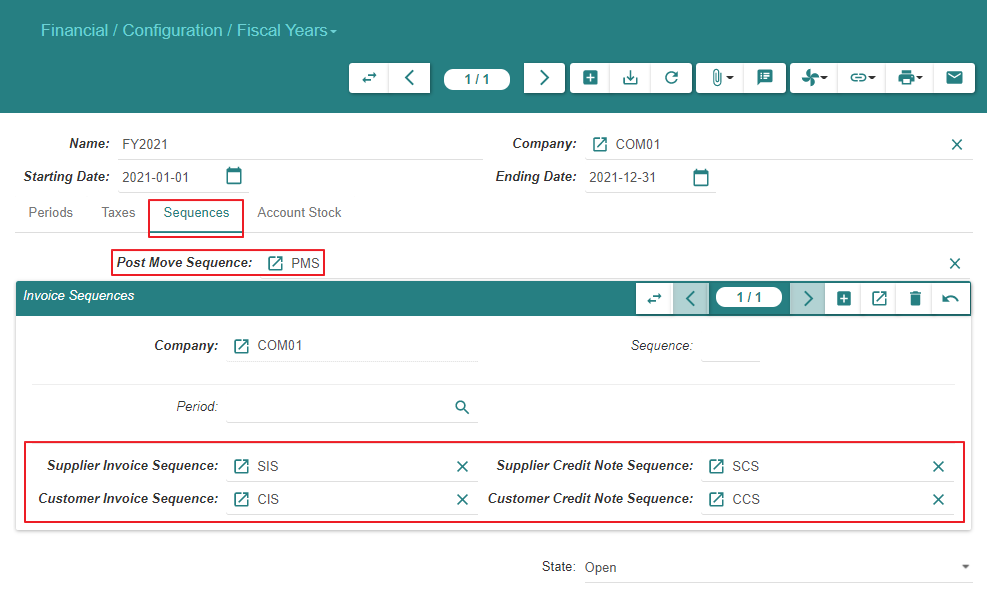 Financial / Configuration / Fiscal Years
1 / 1
Name: FY2021 Company: COM01
Starting Date: 2021-01-01 Ending Date: 2021-12-31
Periods Taxes Sequences Account Stock
Post Move Sequence: PMS
Invoice Sequences 1 / 1
Company: COM01 Sequence:
Period:
Supplier Invoice Sequence: SIS Supplier Credit Note Sequence: SCS
Customer Invoice Sequence: CIS Customer Credit Note Sequence: CCS
State: Open